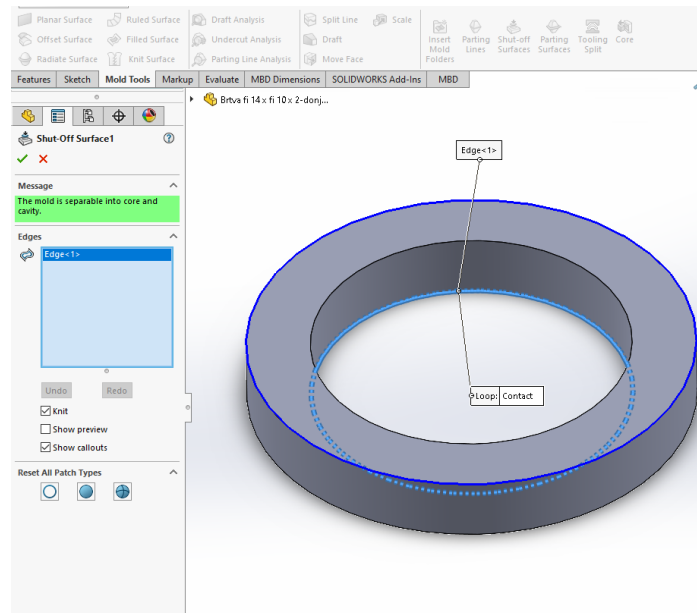 Planar Surface
Ruled Surface
Draft Analysis
Split Line
Scale
Offset Surface
Filled Surface
Undercut Analysis
Draft
Radiate Surface
Knit Surface
Parting Line Analysis
Move Face
Insert Mold Folders
Parting Lines
Shut-off Surfaces
Parting Surfaces
Tooling Split
Core
Features
Sketch
Mold Tools
Markup
Evaluate
MBD Dimensions
SOLIDWORKS Add-Ins
MBD
Brtva fi 14 x fi 10 x 2-donj...
Shut-Off Surface1
Message
The mold is separable into core and
cavity.
Edges
Edge<1>
Undo
Redo
Knit
Show preview
Show callouts
Reset All Patch Types
Edge<1>
Loop: Contact